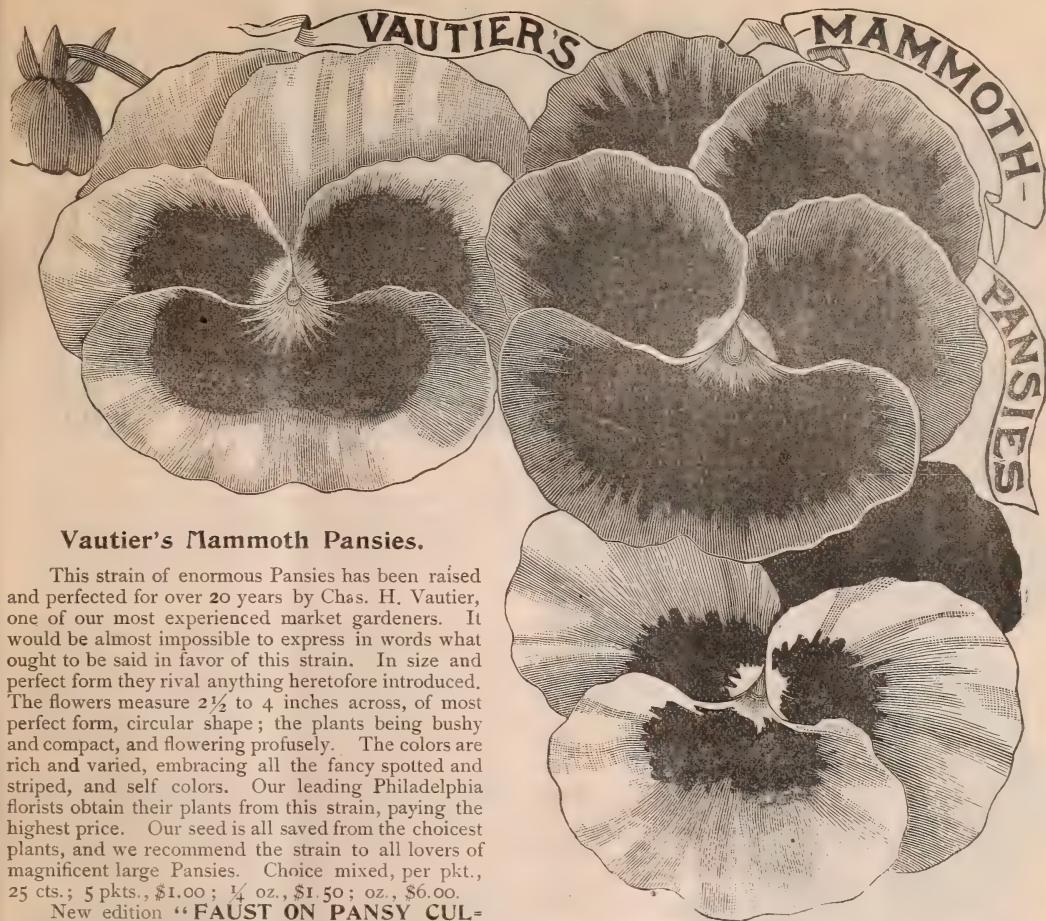 VAUTIER'S
MAMMOTH-
PANSIES
Vautier's Mammoth Pansies.
This strain of enormous Pansies has been raised
and perfected for over 20 years by Chas. H. Vautier,
one of our most experienced market gardeners. It
would be almost impossible to express in words what
ought to be said in favor of this strain. In size and
perfect form they rival anything heretofore introduced.
The flowers measure 2½ to 4 inches across, of most
perfect form, circular shape; the plants being bushy
and compact, and flowering profusely. The colors are
rich and varied, embracing all the fancy spotted and
striped, and self colors. Our leading Philadelphia
florists obtain their plants from this strain, paying the
highest price. Our seed is all saved from the choicest
plants, and we recommend the strain to all lovers of
magnificent large Pansies. Choice mixed, per pkt.,
25 cts.; 5 pkts., $1.00; ¼ oz., $1.50; oz., $6.00.
New edition "FAUST ON PANSY CUL=